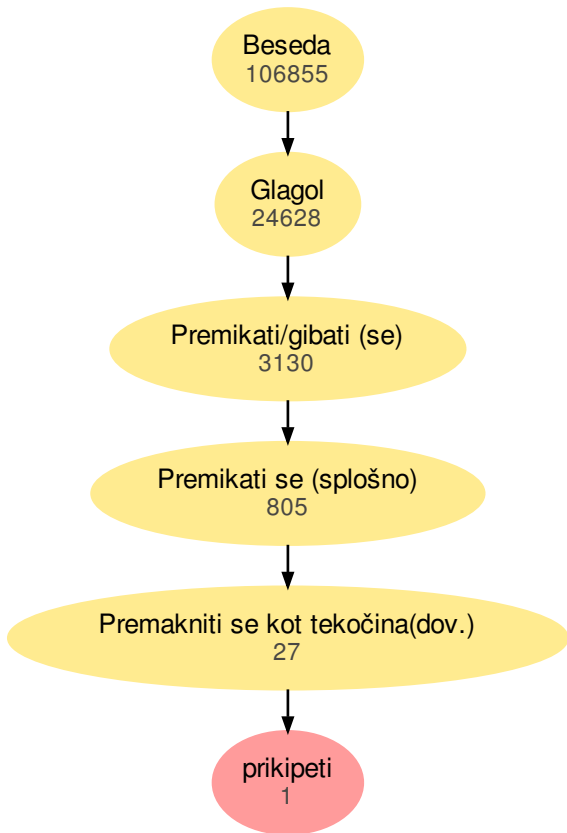 Beseda
106855
Glagol
24628
Premikati/gibati (se)
3130
Premikati se (splošno)
805
Premakniti se kot tekočina(dov.)
27
prikipeti
1